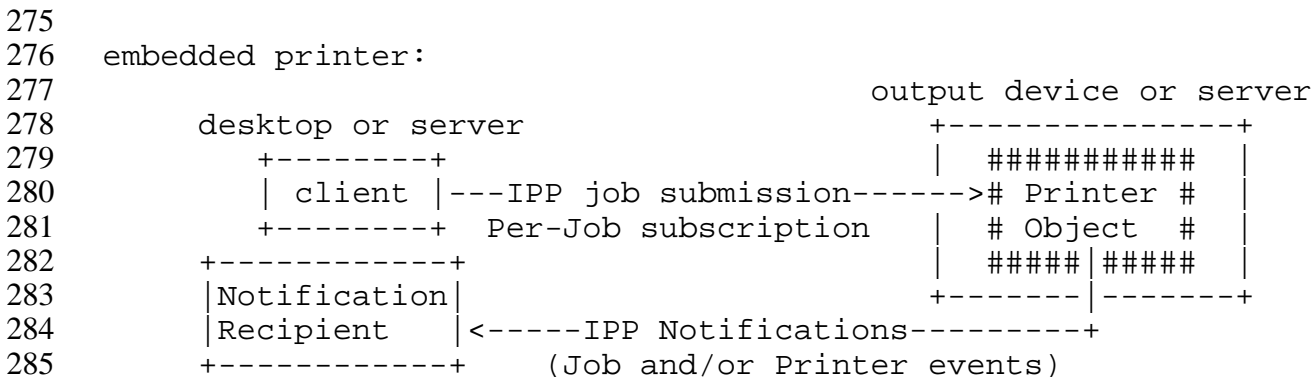 275
276   embedded printer:
277                                              output device or server
278        desktop or server                         +---------------+
279           +--------+                             |  ###########  |
280           | client |---IPP job submission------># Printer #  |
281           +--------+  Per-Job subscription       |  # Object  #  |
282        +------------+                            |  #####|#####  |
283        |Notification|                            +-------|-------+
284        |Recipient   |<-----IPP Notifications---------+
285        +------------+    (Job and/or Printer events)